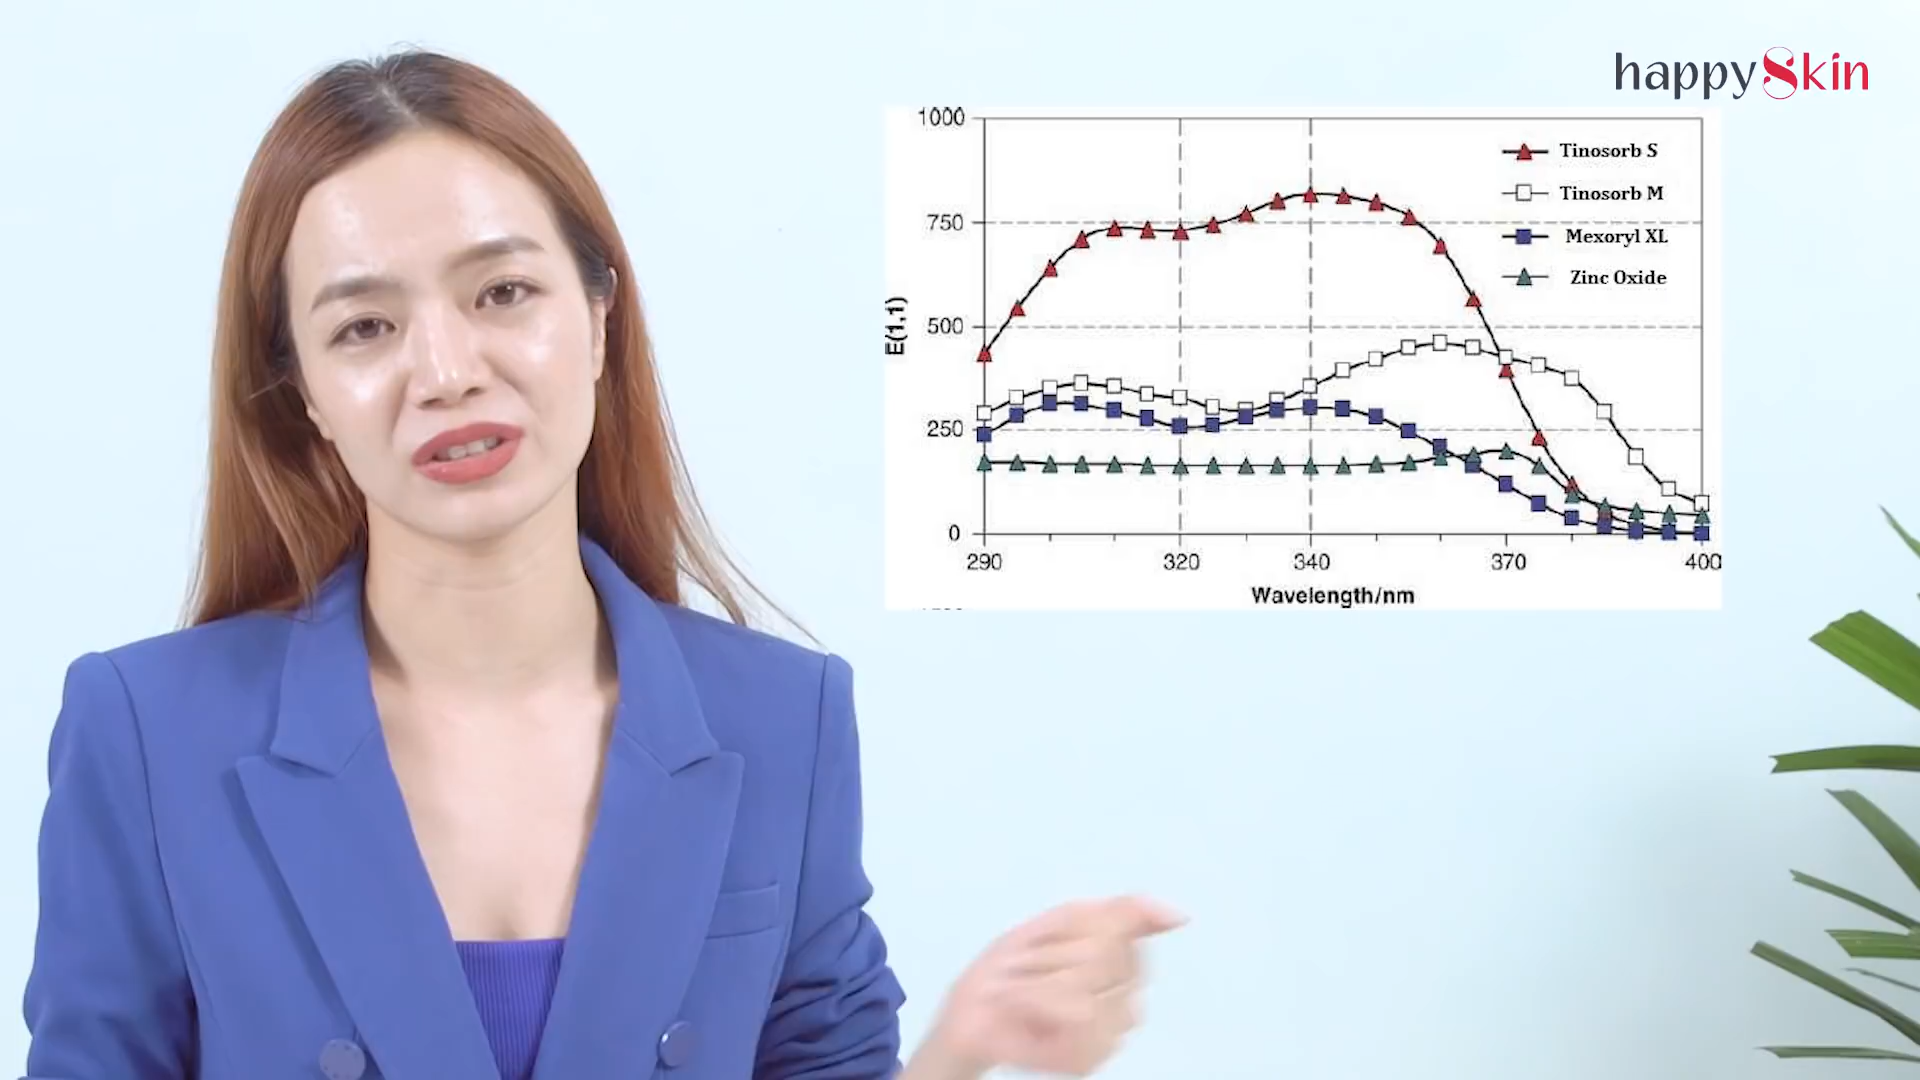 happySkin
1000
750
500
250
0
E(1,1)
Tinosorb S
Tinosorb M
Mexoryl XL
Zinc Oxide
290 320 340 370 400
Wavelength/nm